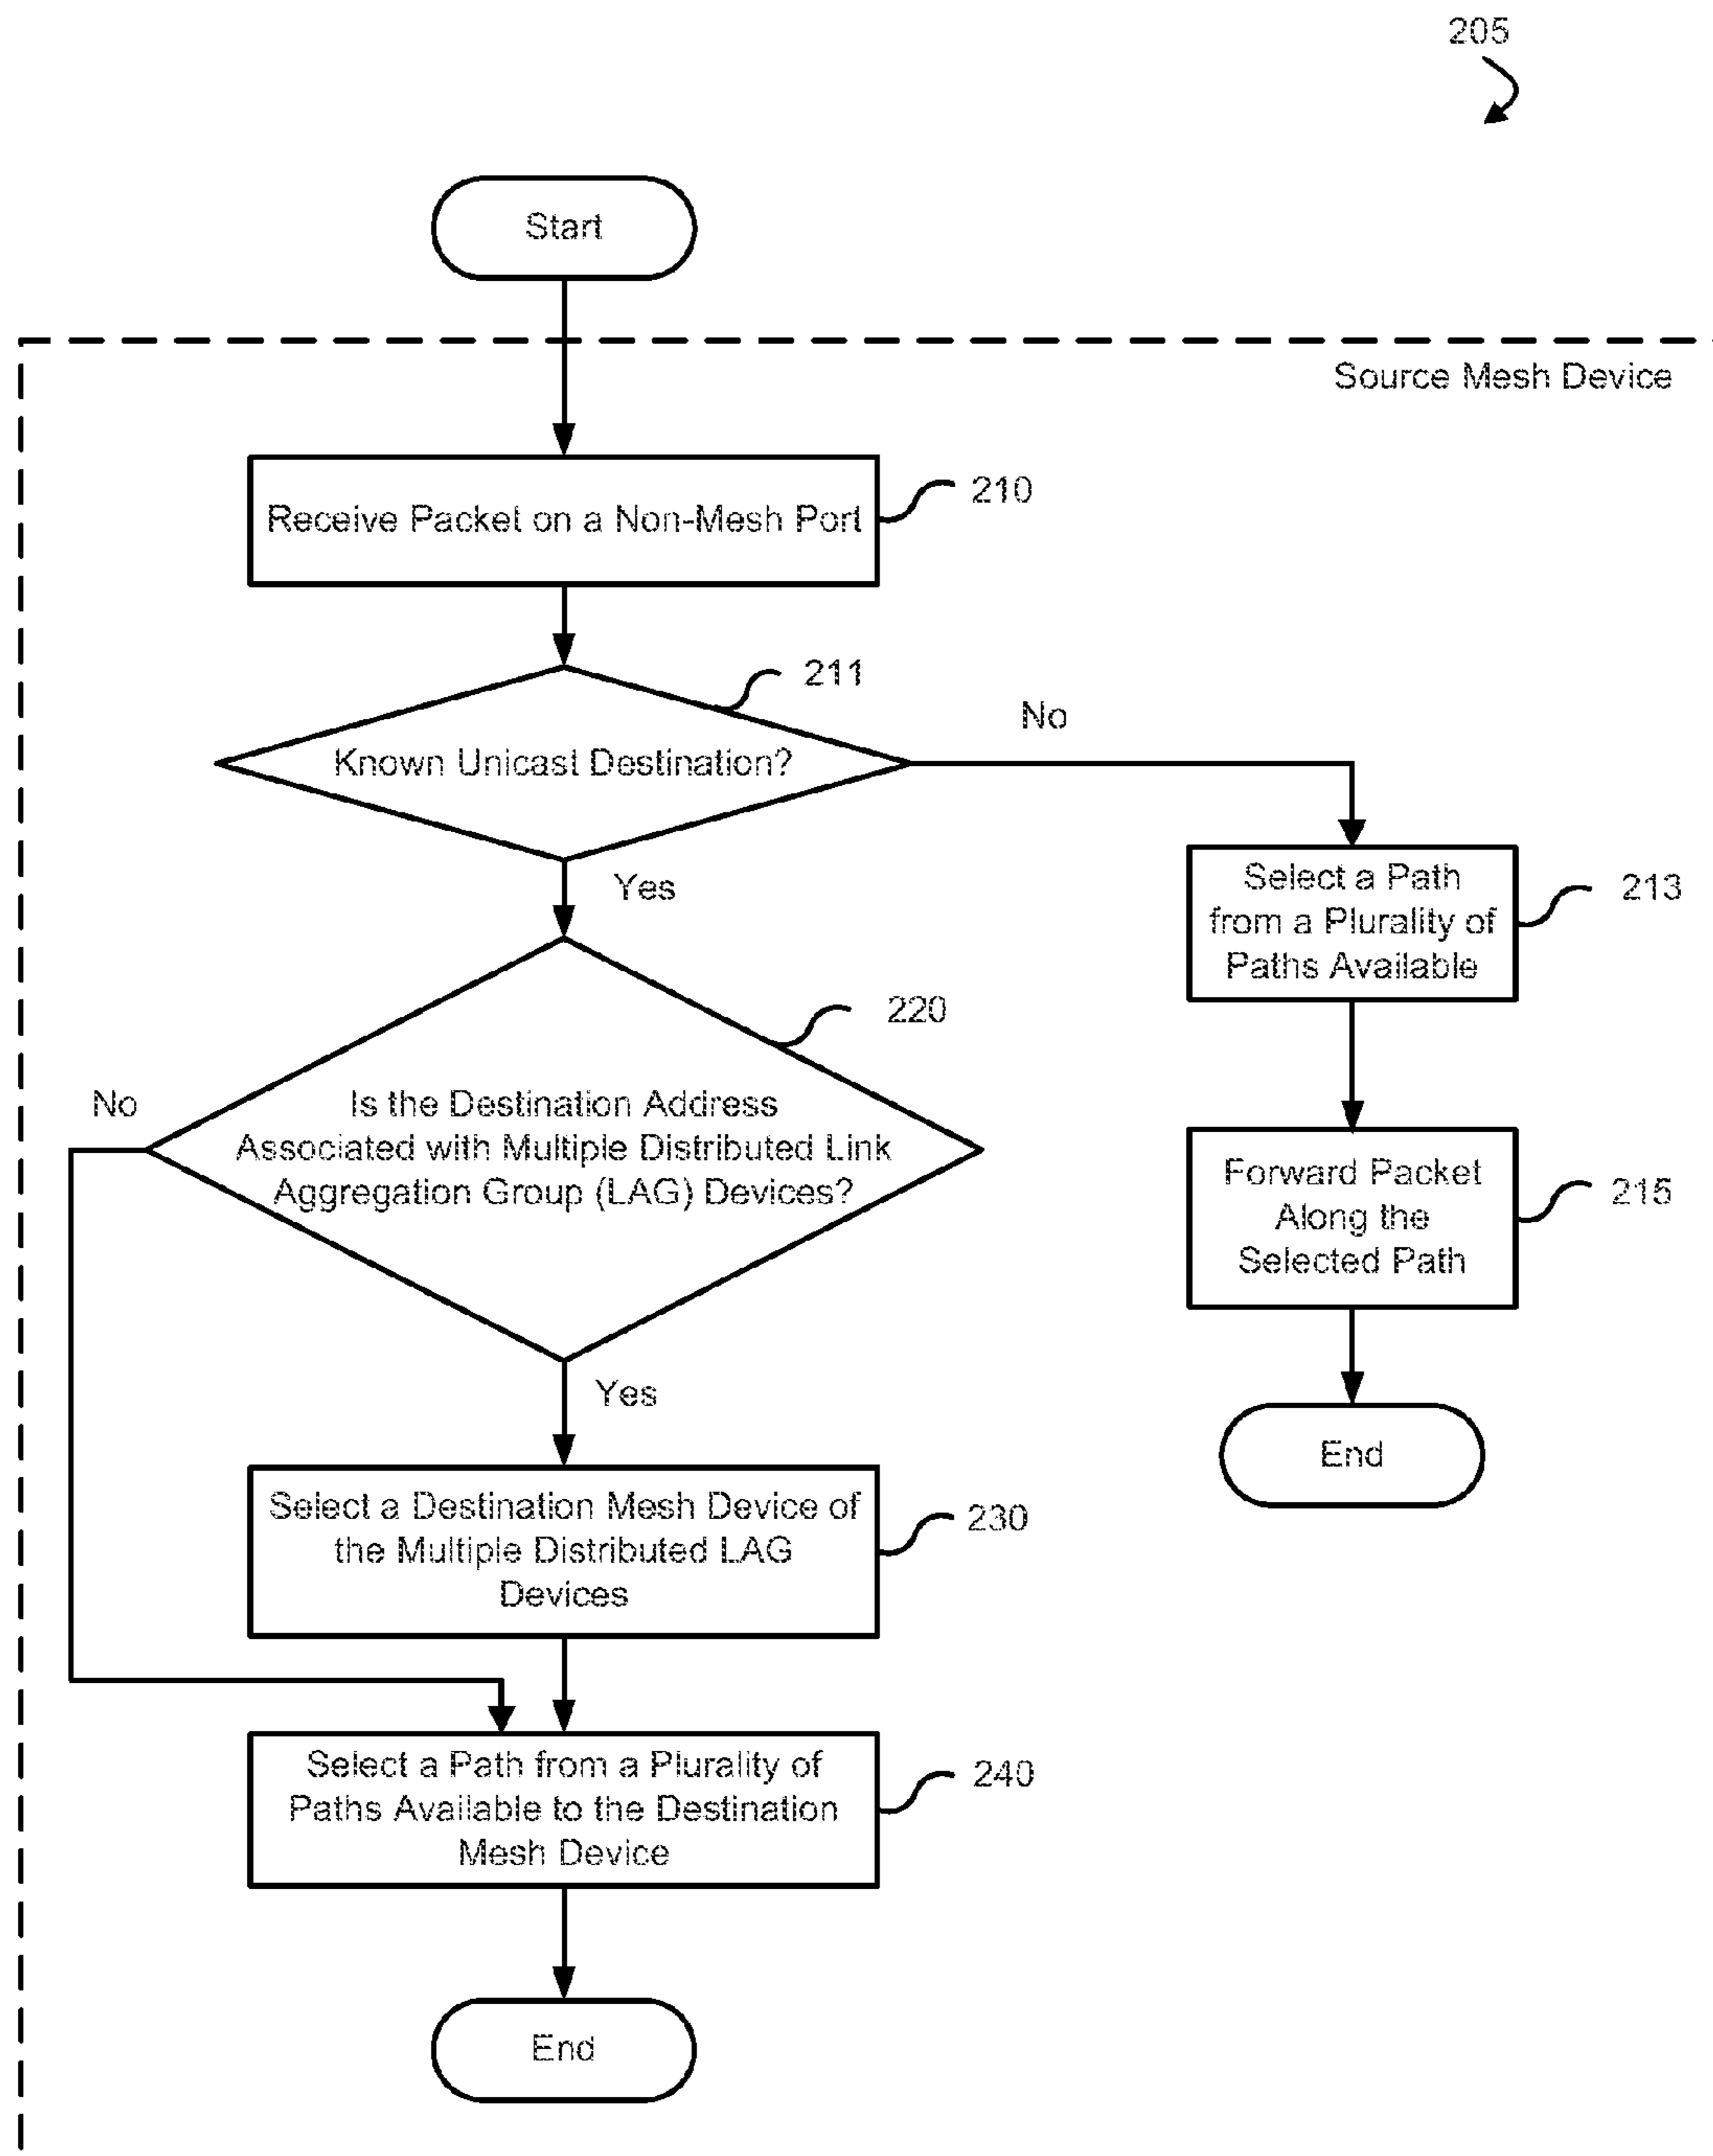 205
Start
Source Mesh Device
Receive Packet on a Non-Mesh Port
210
211
Known Unicast Destination?
No
Yes
Select a Path
from a Plurality of
Paths Available
213
220
No
Is the Destination Address
Associated with Multiple Distributed Link
Aggregation Group (LAG) Devices?
Forward Packet
Along the
Selected Path
215
Yes
End
Select a Destination Mesh Device of
the Multiple Distributed LAG
Devices
230
Select a Path from a Plurality of
Paths Available to the Destination
Mesh Device
240
End